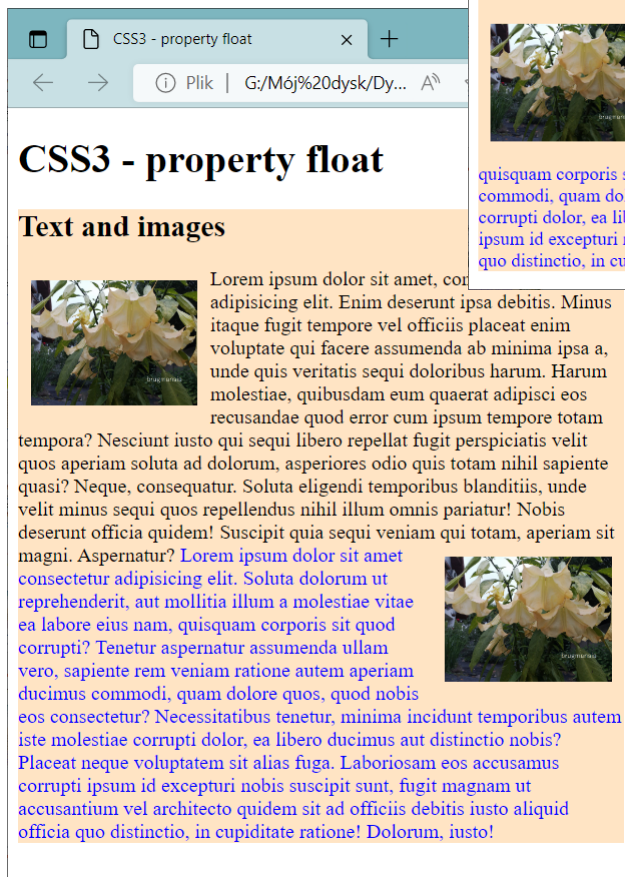 CSS3 - property float
Plik
G:/Mój%20dysk/Dy...
CSS3 - property float
Text and images
Lorem ipsum dolor sit amet,
adipisicing elit. Enim deserunt ipsa debitis. Minus
itaque fugit tempore vel officiis placeat enim
voluptate qui facere assumenda ab minima ipsa a,
unde quis veritatis sequi doloribus harum. Harum
molestiae, quibusdam eum quaerat adipisci eos
recusandae quod error cum ipsum tempore totam
tempora? Nesciunt iusto qui sequi libero repellat fugit perspiciatis velit
quos aperiam soluta ad dolorum, asperiores odio quis totam nihil sapiente
quasi? Neque, consequatur. Soluta eligendi temporibus blanditiis, unde
velit minus sequi quos repellendus nihil illum omnis pariatur! Nobis
deserunt officia quidem! Suscipit quia sequi veniam qui totam, aperiam sit
magni. Aspernatur? Lorem ipsum dolor sit amet
consectetur adipisicing elit. Soluta dolorum ut
reprehenderit, aut mollitia illum a molestiae vitae
ea labore eius nam, quisquam corporis sit quod
corrupti? Tenetur aspernatur assumenda ullam
vero, sapiente rem veniam ratione autem aperiam
ducimus commodi, quam dolore quos, quod nobis
eos consectetur? Necessitatibus tenetur, minima incidunt temporibus autem
iste molestiae corrupti dolor, ea libero ducimus aut distinctio nobis?
Placeat neque voluptatem sit alias fuga. Laboriosam eos accusamus
corrupti ipsum id excepturi nobis suscipit sunt, fugit magnam ut
accusantium vel architecto quidem sit ad officiis debitis iusto aliquid
officia quo distinctio, in cupiditate ratione! Dolorum, iusto!
brugmansia
brugmansia
quisquam corporis
commodi, quam
corrupti dolor, ea
ipsum id excepturi
quo distinctio, in